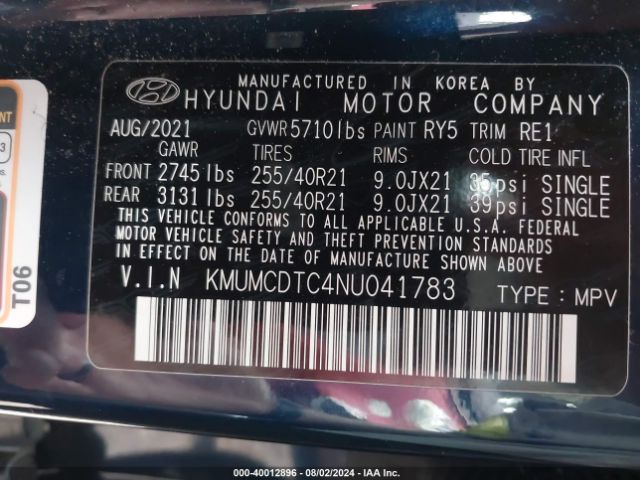 MANUFACTURED IN KOREA BY
HYUNDAI MOTOR COMPANY
AUG/2021 GVWR 5710 lbs PAINT RY5 TRIM RE1
GAWR TIRES RIMS COLD TIRE INFL
FRONT 2745 lbs 255/40R21 9.0JX21 35psi SINGLE
REAR 3131 lbs 255/40R21 9.0JX21 39psi SINGLE
THIS VEHICLE CONFORMS TO ALL APPLICABLE U.S.A. FEDERAL
MOTOR VEHICLE SAFETY AND THEFT PREVENTION STANDARDS
IN EFFECT ON THE DATE OF MANUFACTURE SHOWN ABOVE
V.I.N KMUMCDTC4NU041783 TYPE : MPV
T06
000-40012896 - 08/02/2024 - IAA Inc.